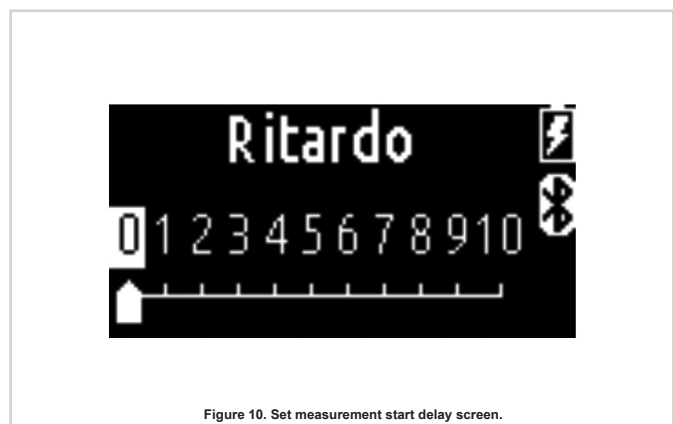 Ritardo
0 1 2 3 4 5 6 7 8 9 10
Figure 10. Set measurement start delay screen.